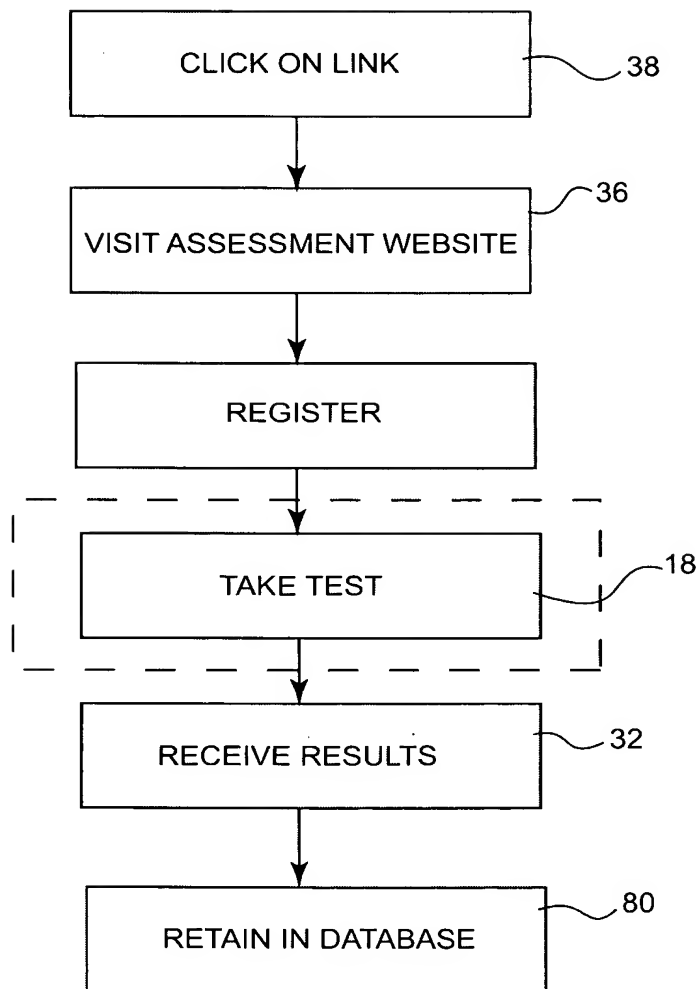 CLICK ON LINK
38
VISIT ASSESSMENT WEBSITE
36
REGISTER
TAKE TEST
18
RECEIVE RESULTS
32
RETAIN IN DATABASE
80